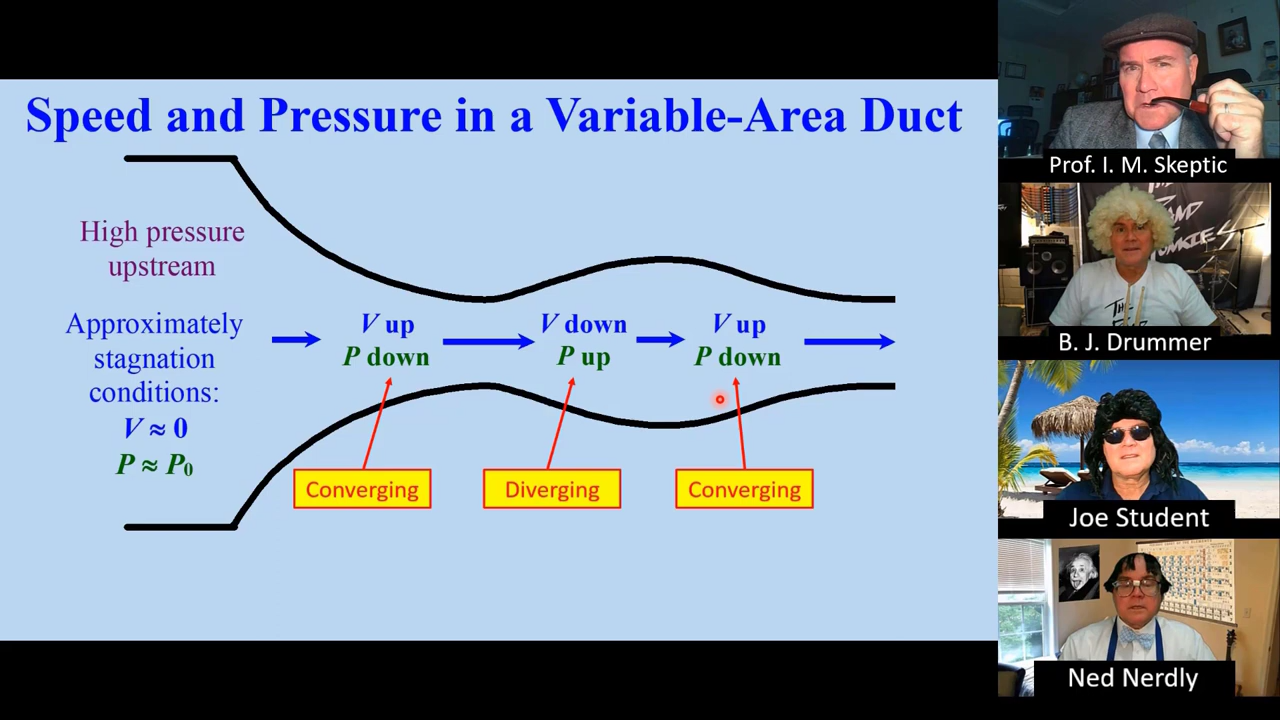 Speed and Pressure in a Variable-Area Duct
High pressure
upstream
Approximately
stagnation
conditions:
V ≈ 0
P ≈ P0
V up
P down
V down
P up
V up
P down
Converging
Diverging
Converging
Prof. I. M. Skeptic
THE
B. J. Drummer
Joe Student
Ned Nerdly